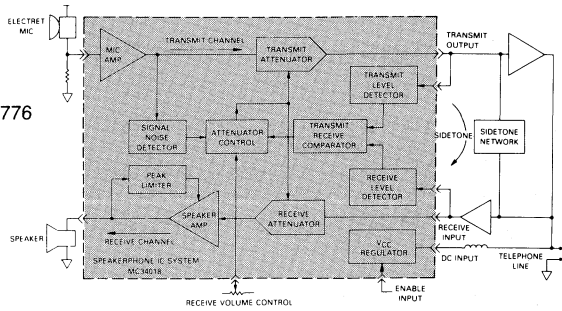 ELECTRET
MIC
MIC
AMP
TRANSMIT CHANNEL
TRANSMIT
ATTENUATOR
TRANSMIT
OUTPUT
776
TRANSMIT
LEVEL
DETECTOR
SIGNAL
NOISE
DETECTOR
ATTENUATOR
CONTROL
TRANSMIT
RECEIVE
COMPARATOR
SIDETONE
SIDETONE
NETWORK
PEAK
LIMITER
RECEIVE
LEVEL
DETECTOR
SPEAKER
SPEAKER
AMP
RECEIVE
ATTENUATOR
RECEIVE
INPUT
RECEIVE CHANNEL
SPEAKERPHONE IC SYSTEM
MC34018
VCC
REGULATOR
DC INPUT
TELEPHONE
LINE
ENABLE
INPUT
RECEIVE VOLUME CONTROL